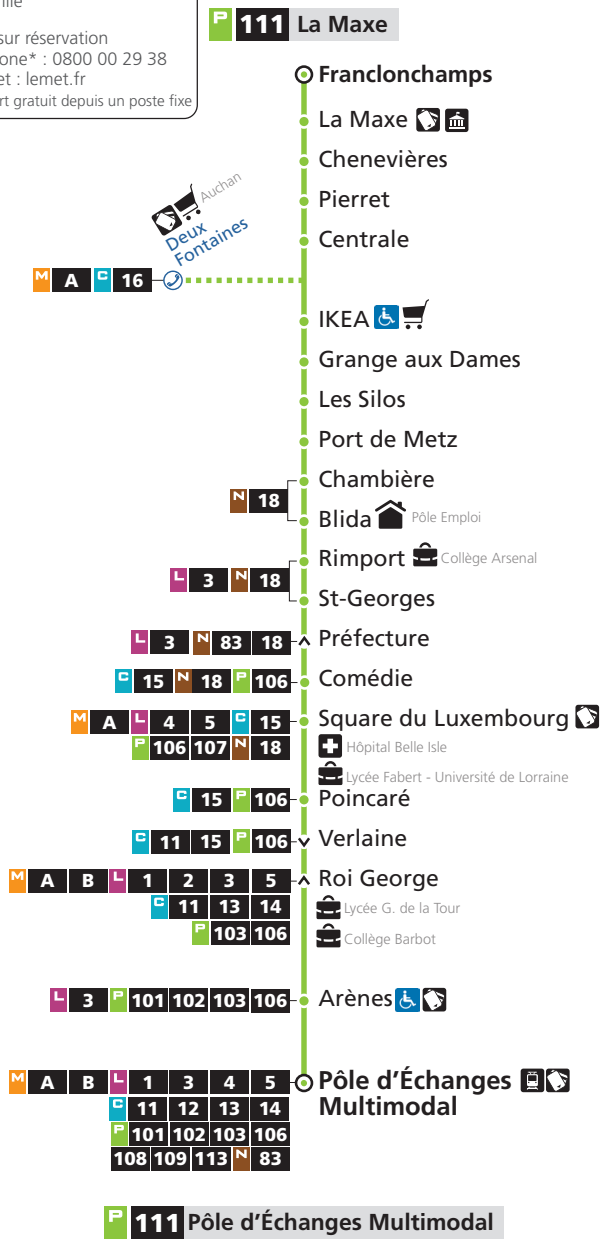 sur réservation
one* : 0800 00 29 38
et : lemet.fr
rt gratuit depuis un poste fixe
P 111 La Maxe
Franclonchamps
La Maxe
Chenevières
Pierret
Centrale
Auchan
Deux
Fontaines
M A C 16
IKEA
Grange aux Dames
Les Silos
Port de Metz
Chambière
N 18
Blida Pôle Emploi
Rimport Collège Arsenal
L 3 N 18
St-Georges
L 3 N 83 18 Préfecture
C 15 N 18 P 106 Comédie
M A L 4 5 C 15 Square du Luxembourg
P 106 107 N 18 Hôpital Belle Isle
Lycée Fabert - Université de Lorraine
C 15 P 106 Poincaré
C 11 15 P 106 Verlaine
M A B L 1 2 3 5 Roi George
C 11 13 14 Lycée G. de la Tour
P 103 106 Collège Barbot
L 3 P 101 102 103 106 Arènes
M A B L 1 3 4 5 Pôle d'Échanges
C 11 12 13 14 Multimodal
P 101 102 103 106
108 109 113 N 83
P 111 Pôle d'Échanges Multimodal